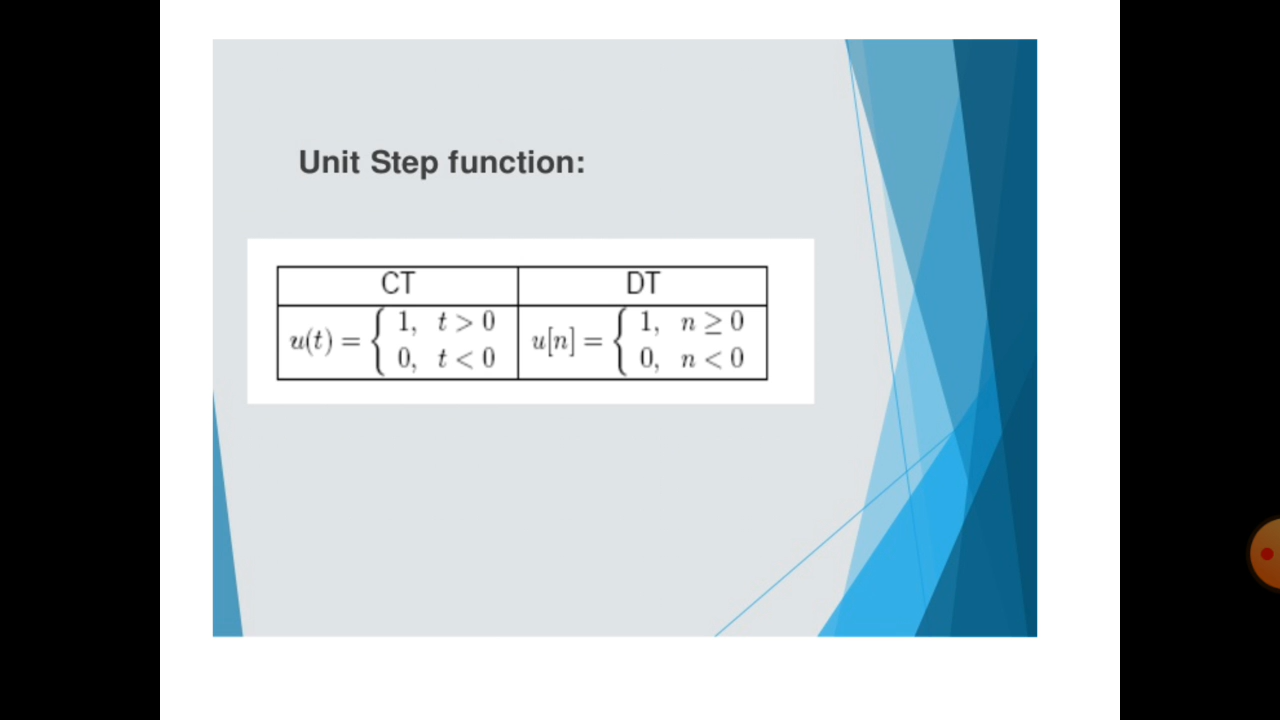 Unit Step function:
CT DT
u(t) = { 1, t > 0 u[n] = { 1, n ≥ 0
0, t < 0 0, n < 0